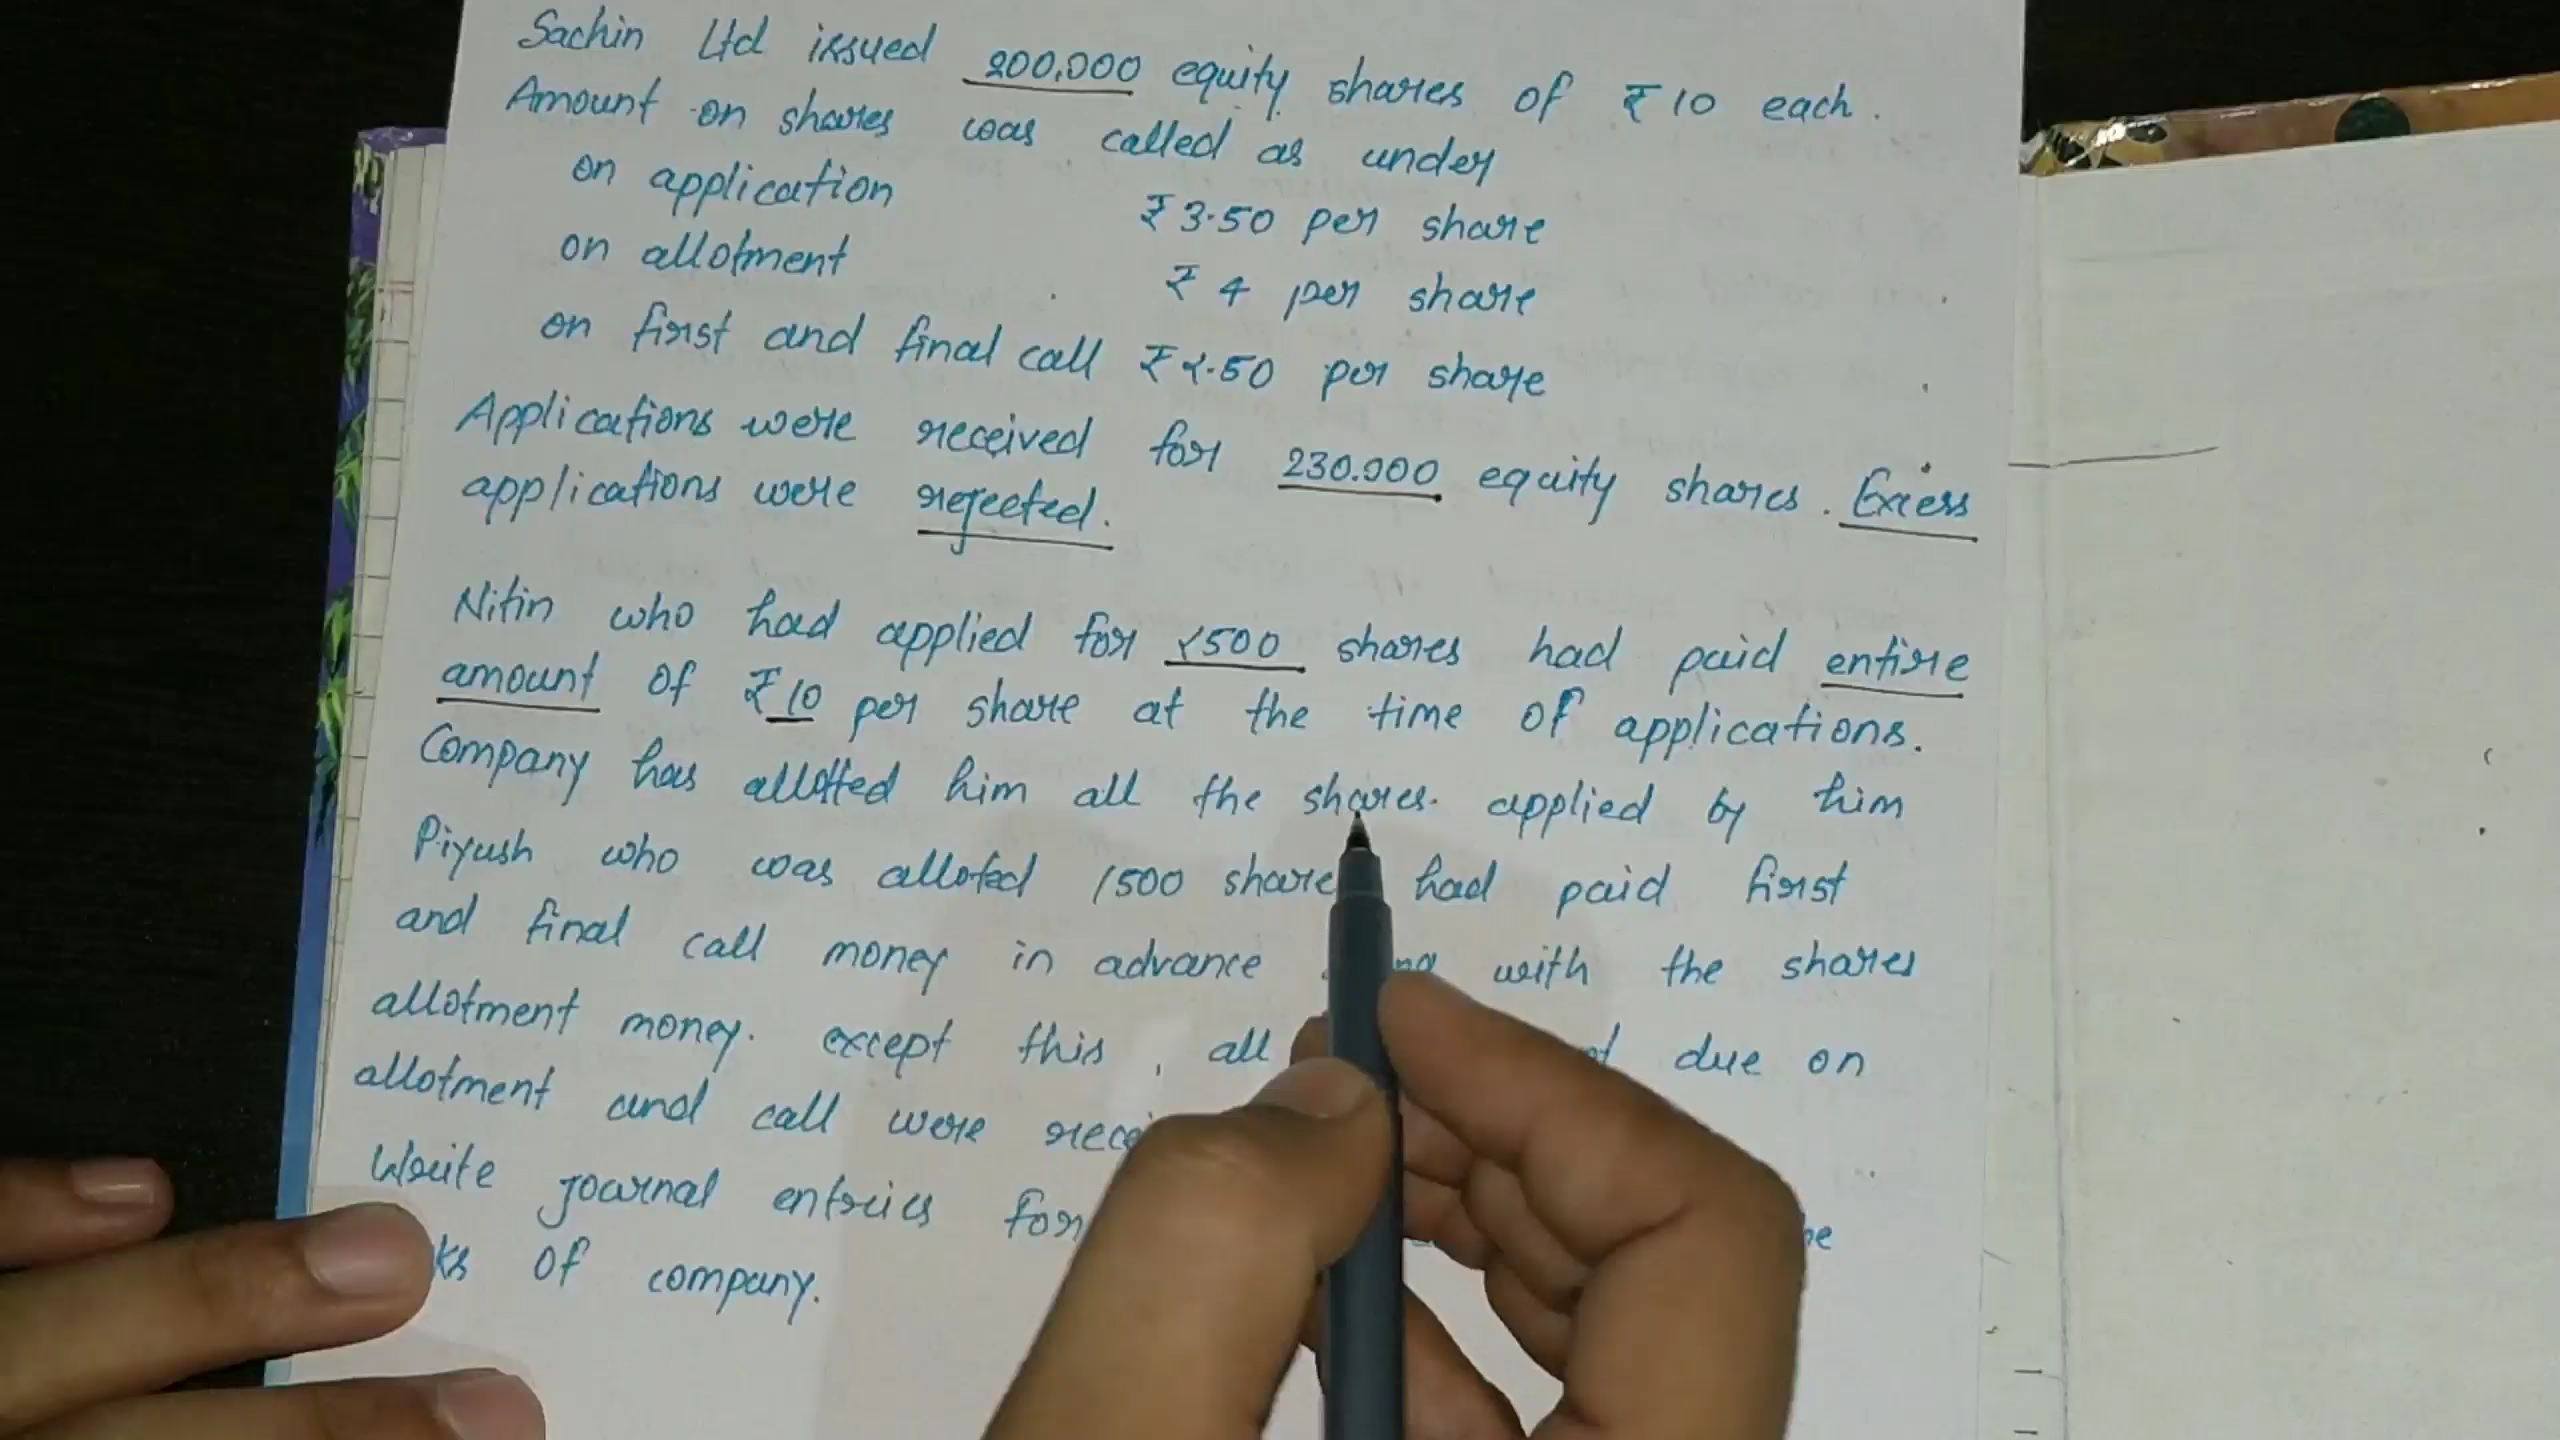 Sachin Ltd issued 200,000 equity shares of ₹10 each.
Amount on shares was called as under
on application ₹3.50 per share
on allotment ₹4 per share
on first and final call ₹2.50 per share
Applications were received for 230.000 equity shares. Excess
applications were rejected.
Nitin who had applied for 2500 shares had paid entire
amount of ₹10 per share at the time of applications.
Company has allotted him all the shares. applied by him
Piyush who was alloted 1500 share had paid first
and final call money in advance with the shares
allotment money. except this, all due on
allotment and call were
Write journal entries for
of company.